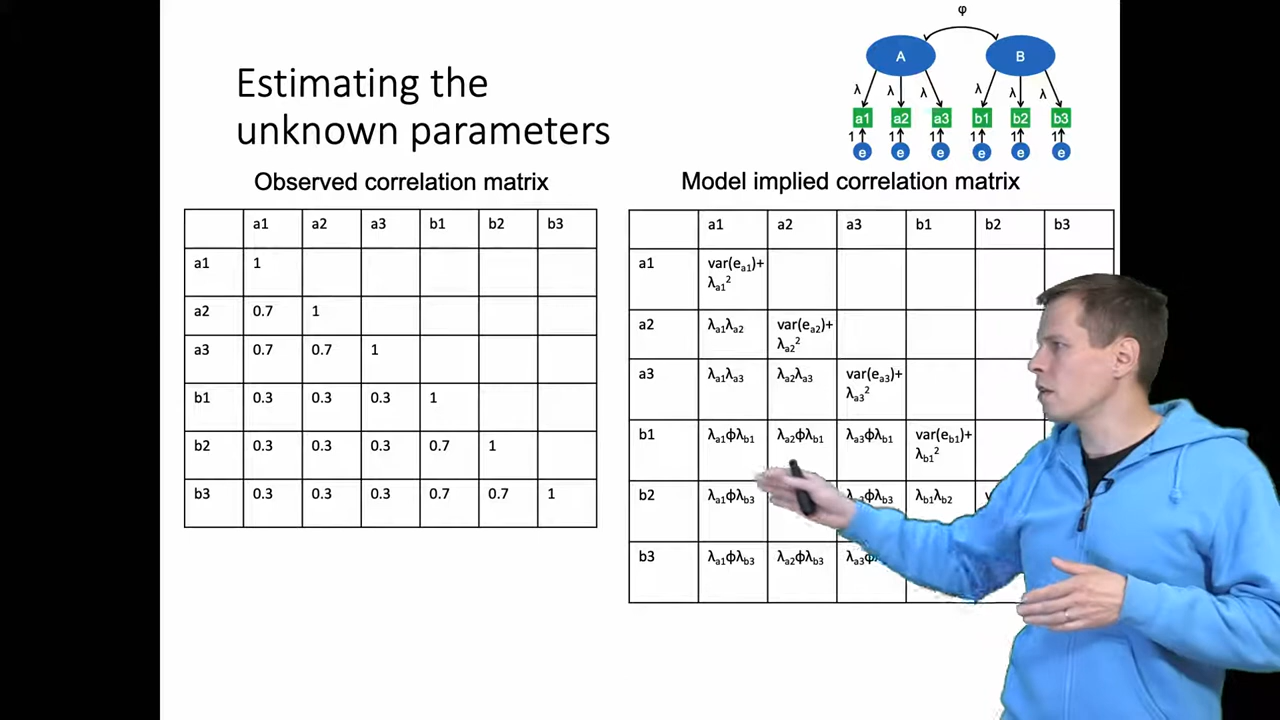 φ
A B
λ λ λ λ λ λ
a1 a2 a3 b1 b2 b3
1 1 1 1 1 1
e e e e e e
Estimating the
unknown parameters
Observed correlation matrix
a1 a2 a3 b1 b2 b3
a1 1
a2 0.7 1
a3 0.7 0.7 1
b1 0.3 0.3 0.3 1
b2 0.3 0.3 0.3 0.7 1
b3 0.3 0.3 0.3 0.7 0.7 1
Model implied correlation matrix
a1 a2 a3 b1 b2 b3
a1 var(eₐ₁)+
λₐ₁²
a2 λₐ₁λₐ₂ var(eₐ₂)+
λₐ₂²
a3 λₐ₁λₐ₃ λₐ₂λₐ₃ var(eₐ₃)+
λₐ₃²
b1 λₐ₁ϕλb₁ λₐ₂ϕλb₁ λₐ₃ϕλb₁ var(eb₁)+
λb₁²
b2 λₐ₁ϕλb₃ ϕλb₃ λb₁λb₂
b3 λₐ₁ϕλb₃ λₐ₂ϕλb₃